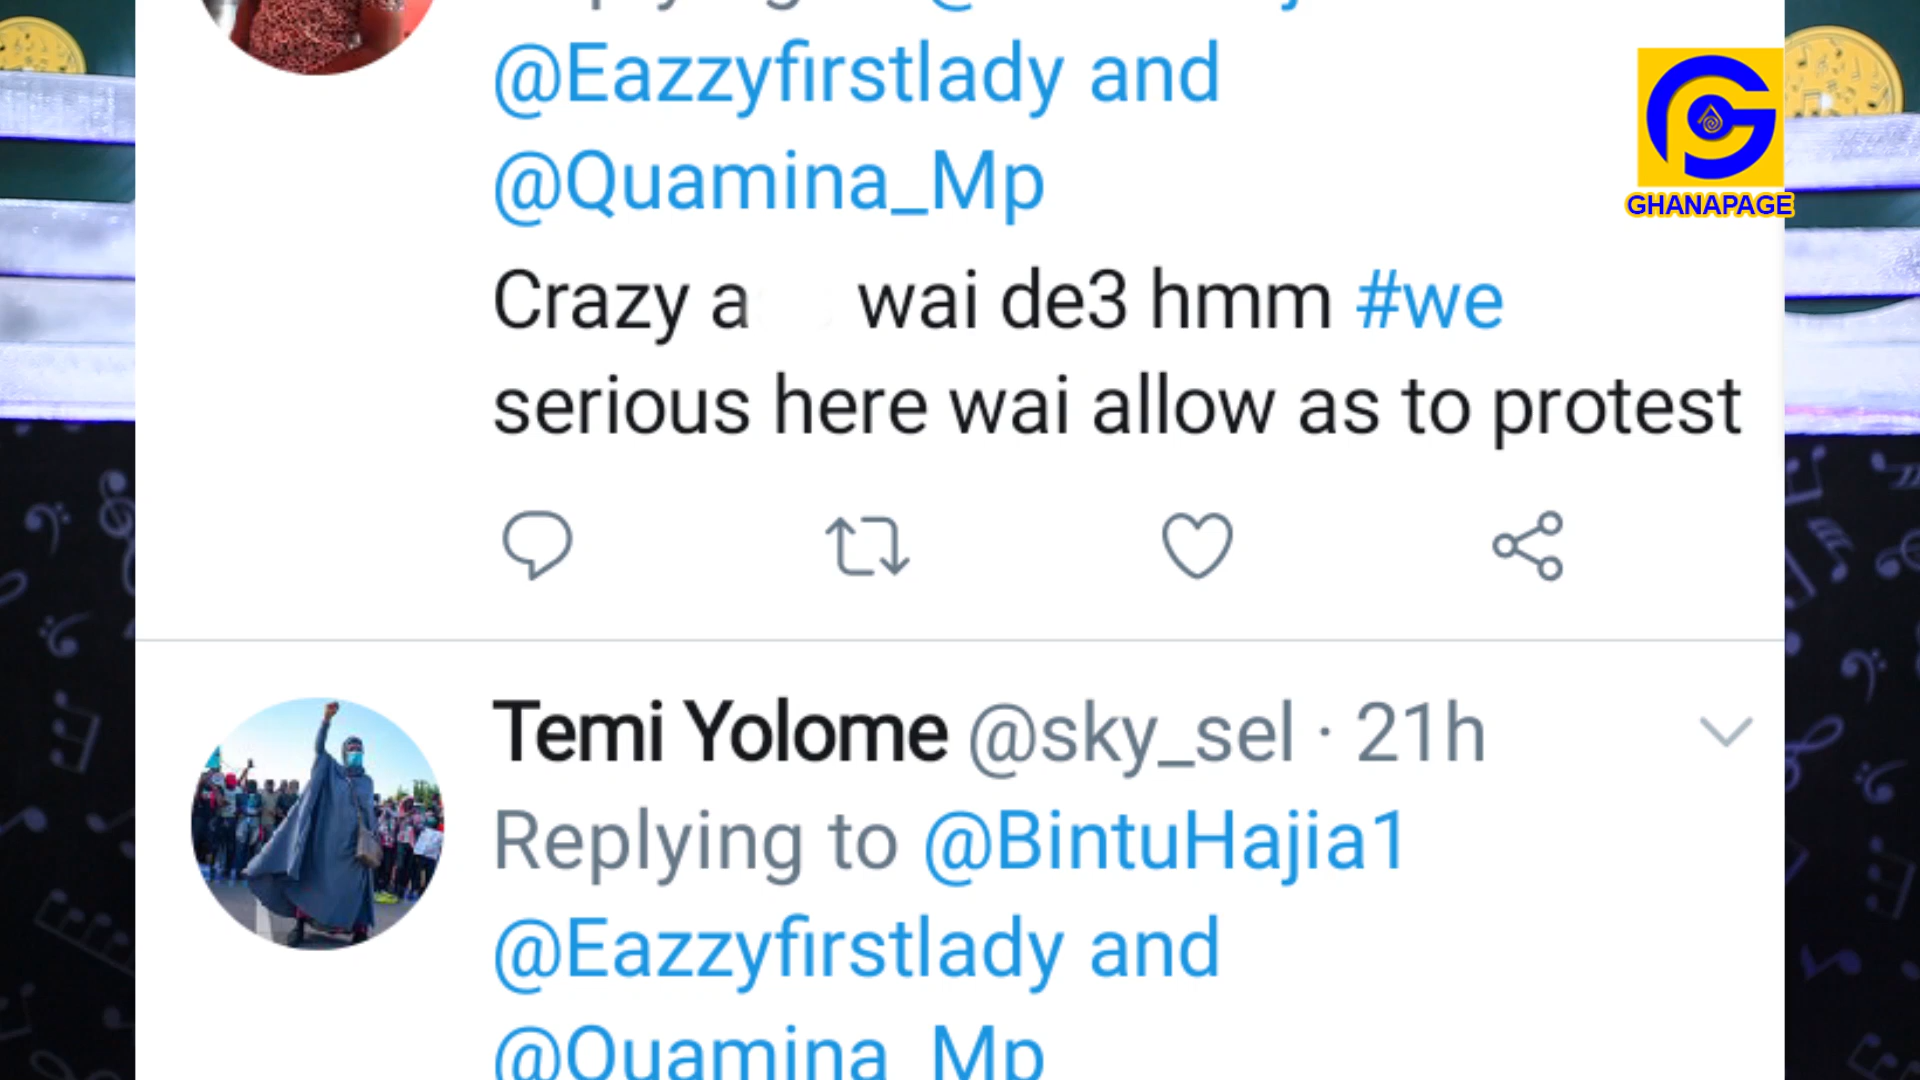 @Eazzyfirstlady and
@Quamina_Mp
GHANAPAGE
Crazy a wai de3 hmm #we
serious here wai allow as to protest
Temi Yolome @sky_sel · 21h
Replying to @BintuHajia1
@Eazzyfirstlady and
@Quamina_Mp